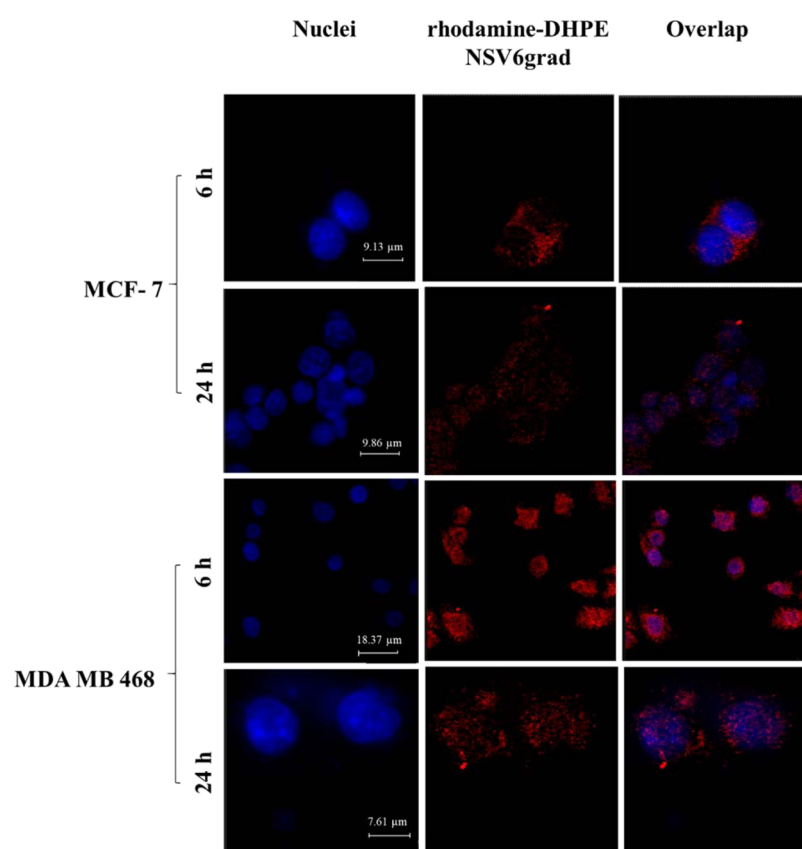 Nuclei
rhodamine-DHPE
NSV6grad
Overlap
MCF- 7
6 h
9.13 µm
24 h
9.86 µm
MDA MB 468
6 h
18.37 µm
24 h
7.61 µm